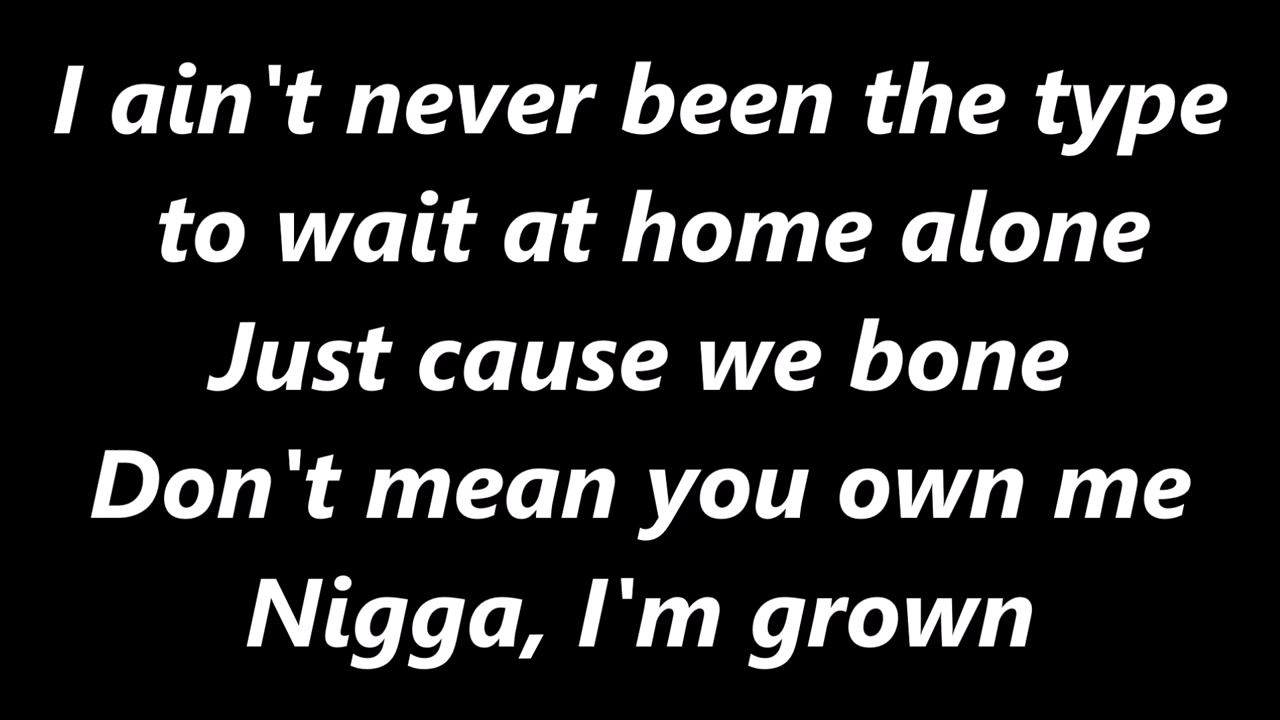 I ain't never been the type
to wait at home alone
Just cause we bone
Don't mean you own me
Nigga, I'm grown